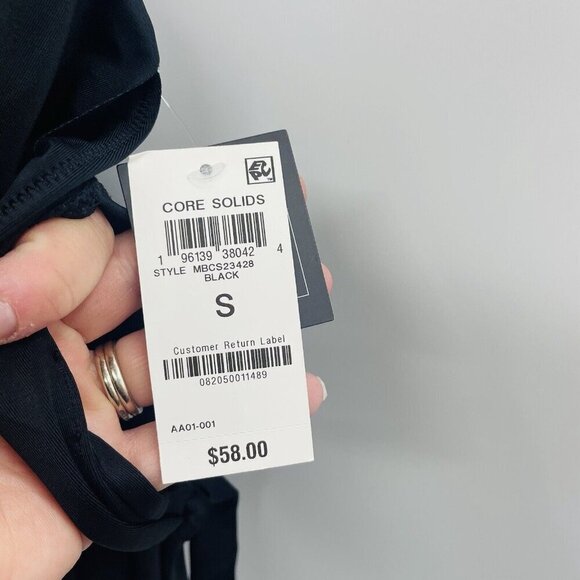 CORE SOLIDS
1 96139 38042 4
STYLE MBCS23428
BLACK
S
Customer Return Label
082050011489
AA01-001
$58.00